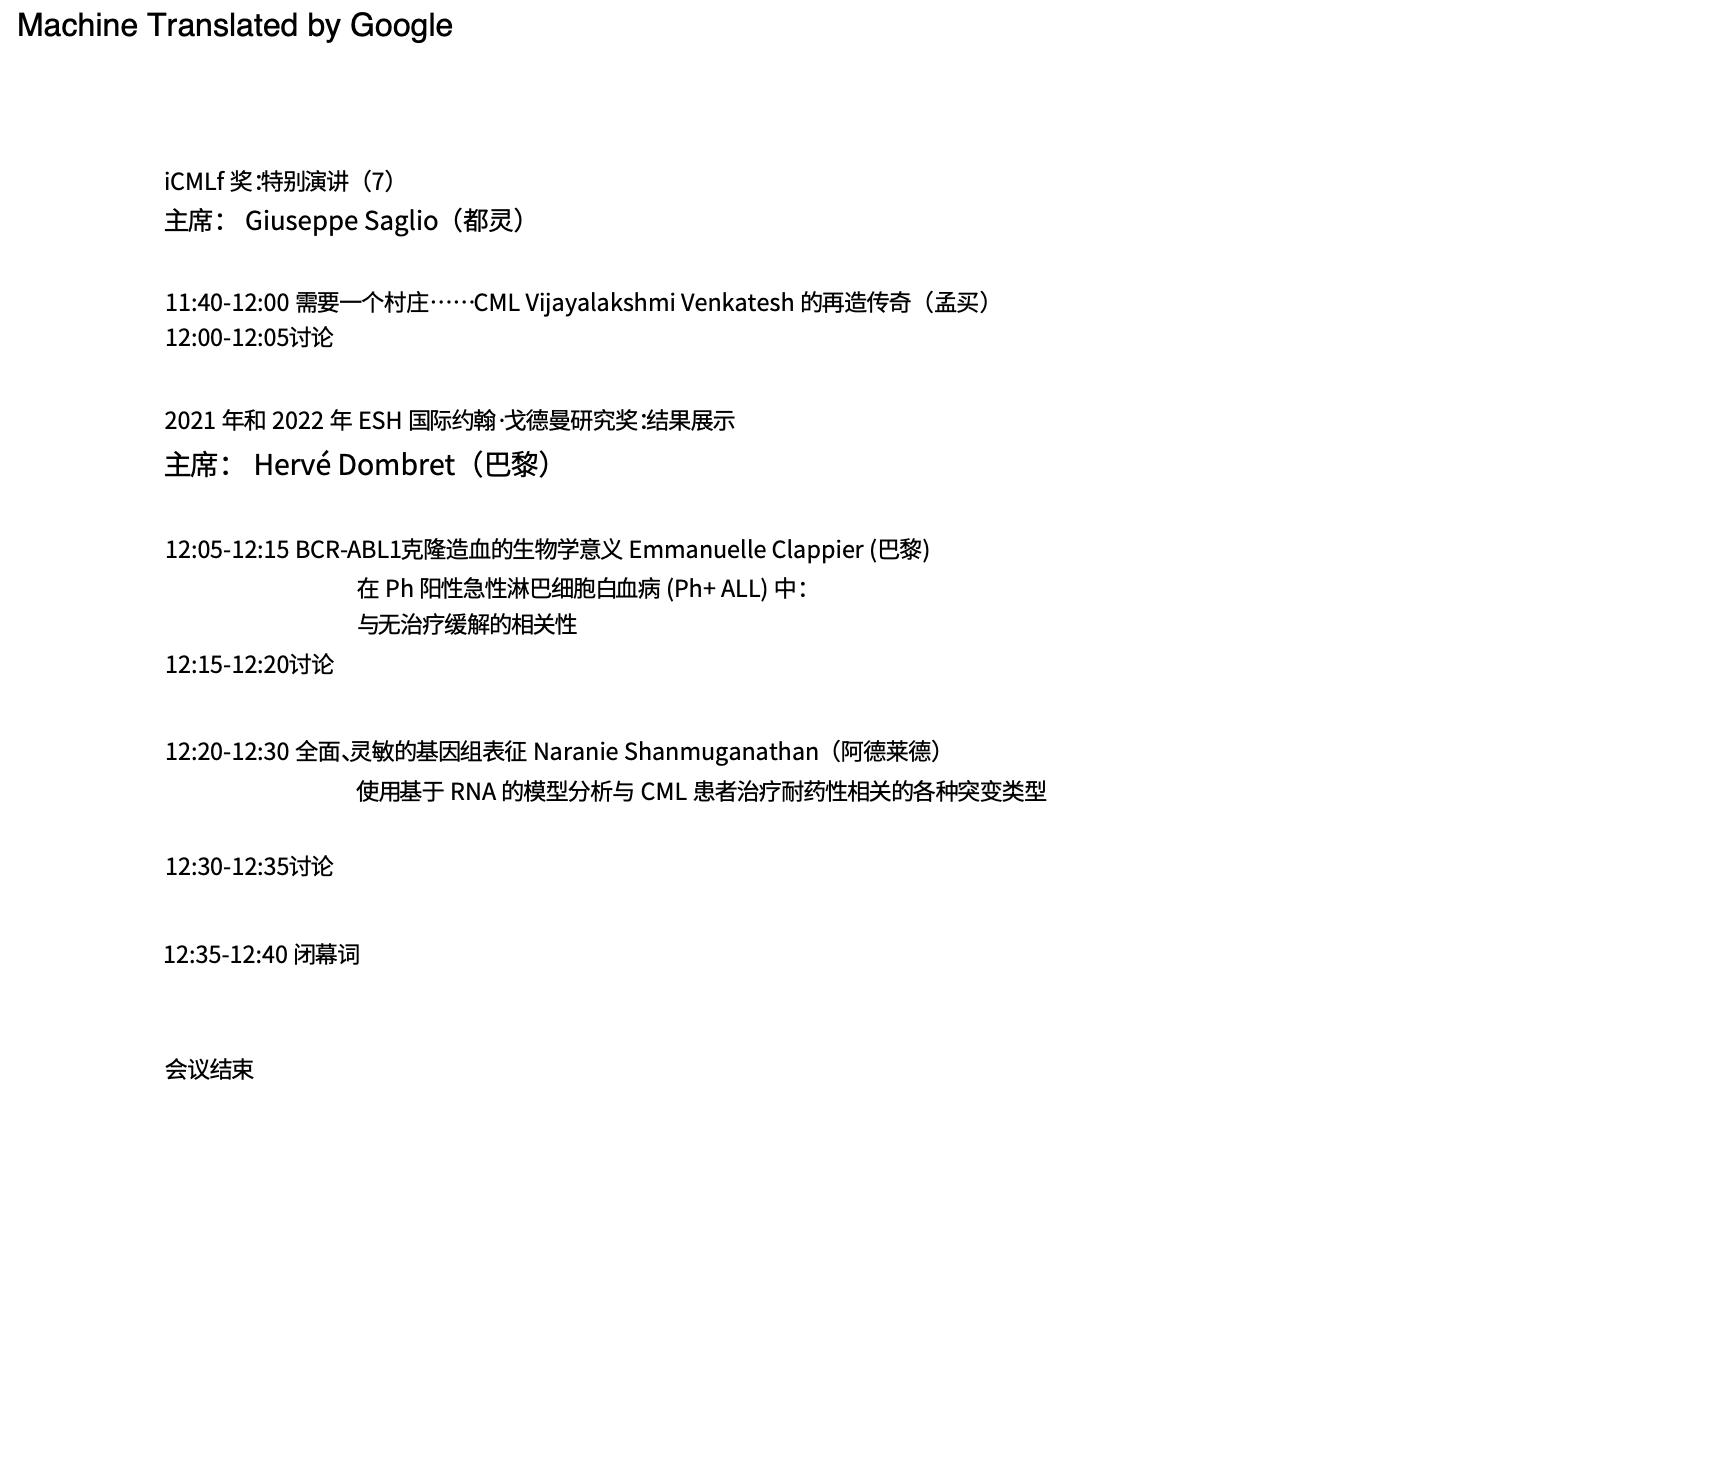 Machine Translated by Google
iCMLf 奖：特别演讲（7）
主席： Giuseppe Saglio（都灵）
11:40-12:00 需要一个村庄……CML Vijayalakshmi Venkatesh 的再造传奇（孟买）
12:00-12:05讨论
2021 年和 2022 年 ESH 国际约翰·戈德曼研究奖：结果展示
主席： Hervé Dombret（巴黎）
12:05-12:15 BCR-ABL1克隆造血的生物学意义 Emmanuelle Clappier (巴黎)
在 Ph 阳性急性淋巴细胞白血病 (Ph+ ALL) 中：
与无治疗缓解的相关性
12:15-12:20讨论
12:20-12:30 全面、灵敏的基因组表征 Naranie Shanmuganathan（阿德莱德）
使用基于 RNA 的模型分析与 CML 患者治疗耐药性相关的各种突变类型
12:30-12:35讨论
12:35-12:40 闭幕词
会议结束